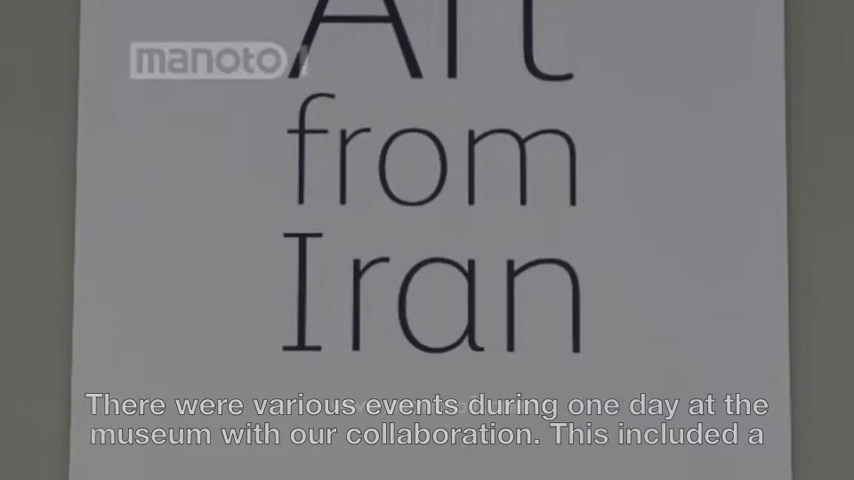 Art
manoto
from
Iran
There were various events during one day at the
museum with our collaboration. This included a